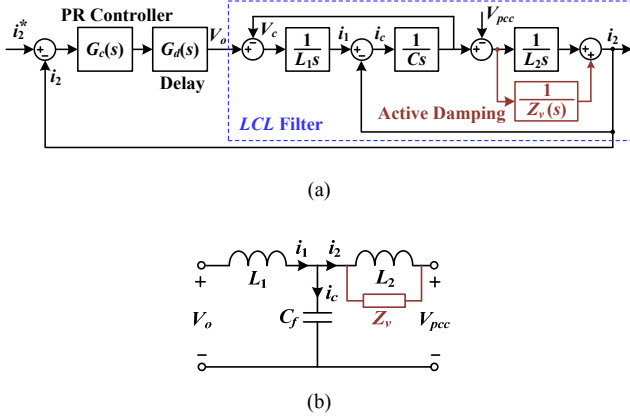 PR Controller
i2* − Gc(s) Gd(s) Vo − 1/L1s i1 − ic 1/Cs − Vpcc 1/L2s + + i2
i2 Delay Vc
LCL Filter
Active Damping 1/Zv(s)
(a)
i1 i2
L1 L2
+ ic Zv +
Vo Cf Vpcc
− −
(b)